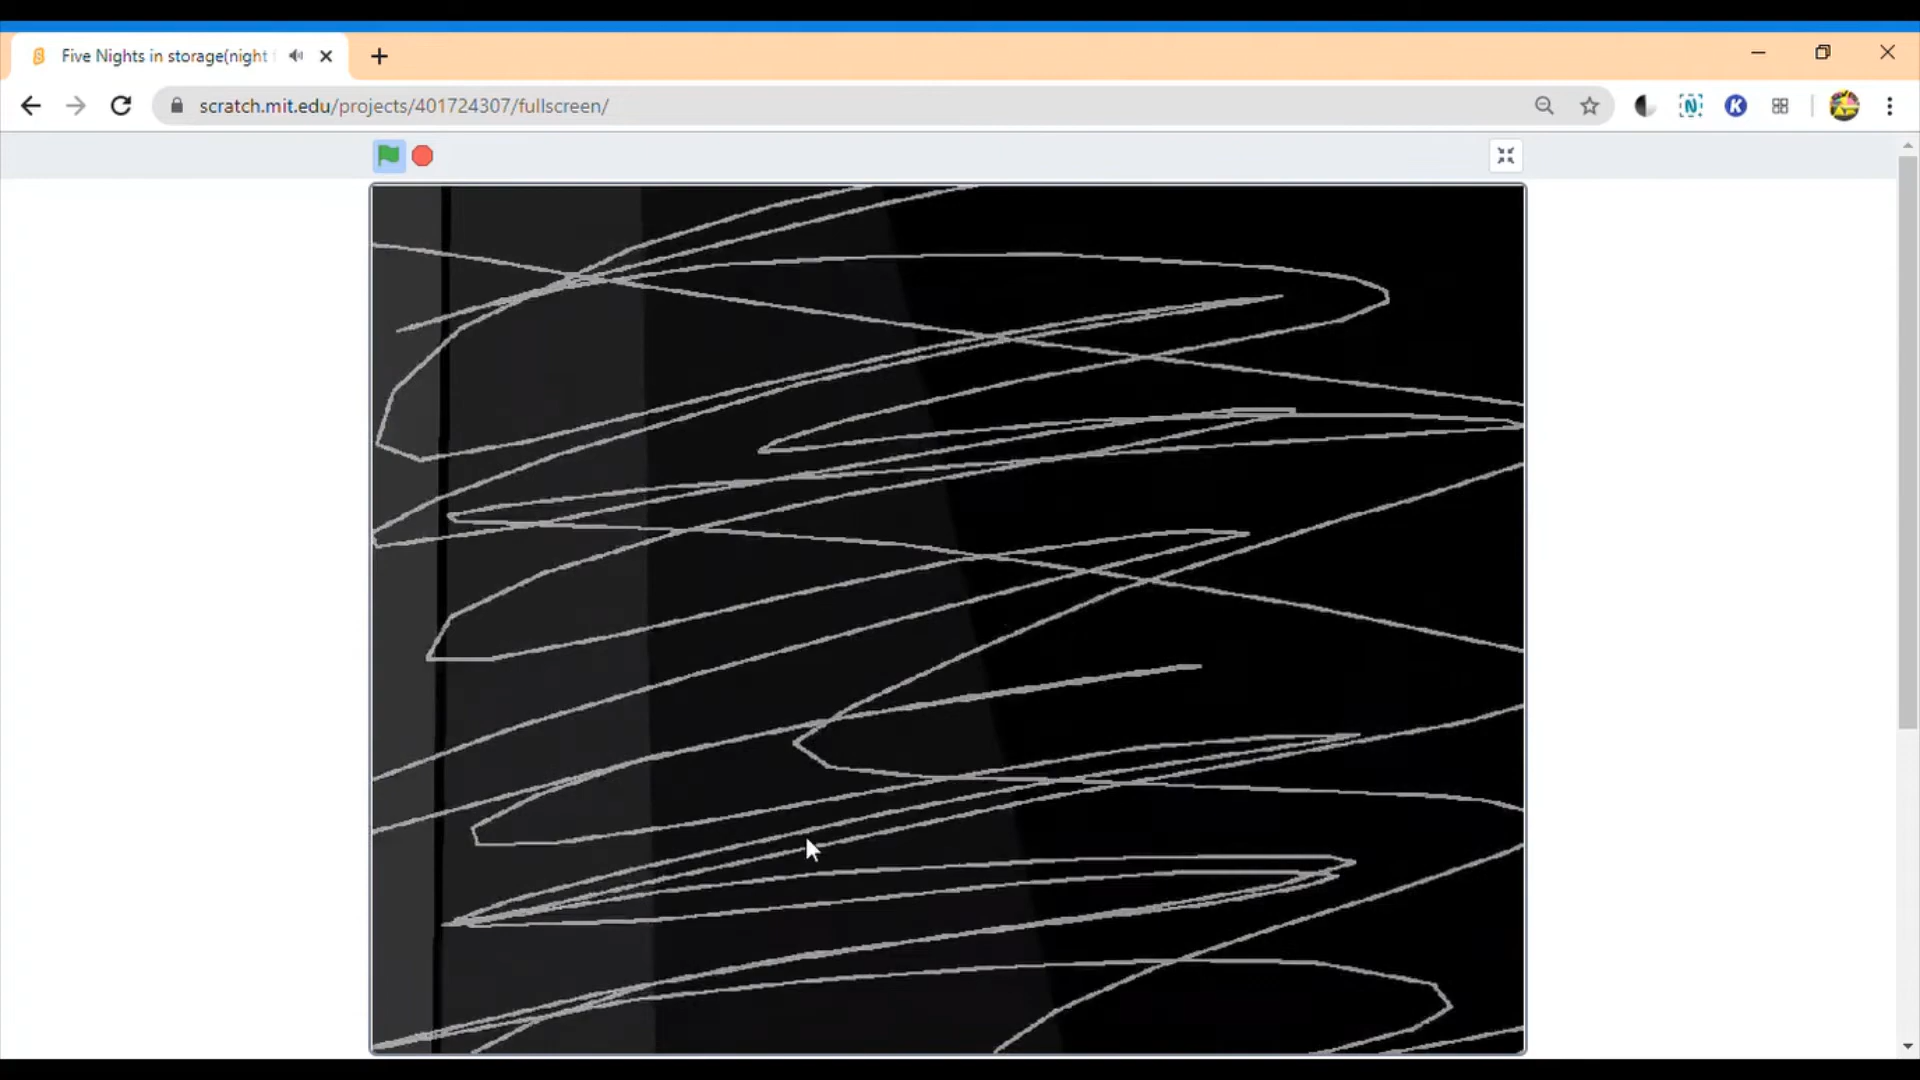 Five Nights in storage(night
scratch.mit.edu/projects/401724307/fullscreen/
N
K